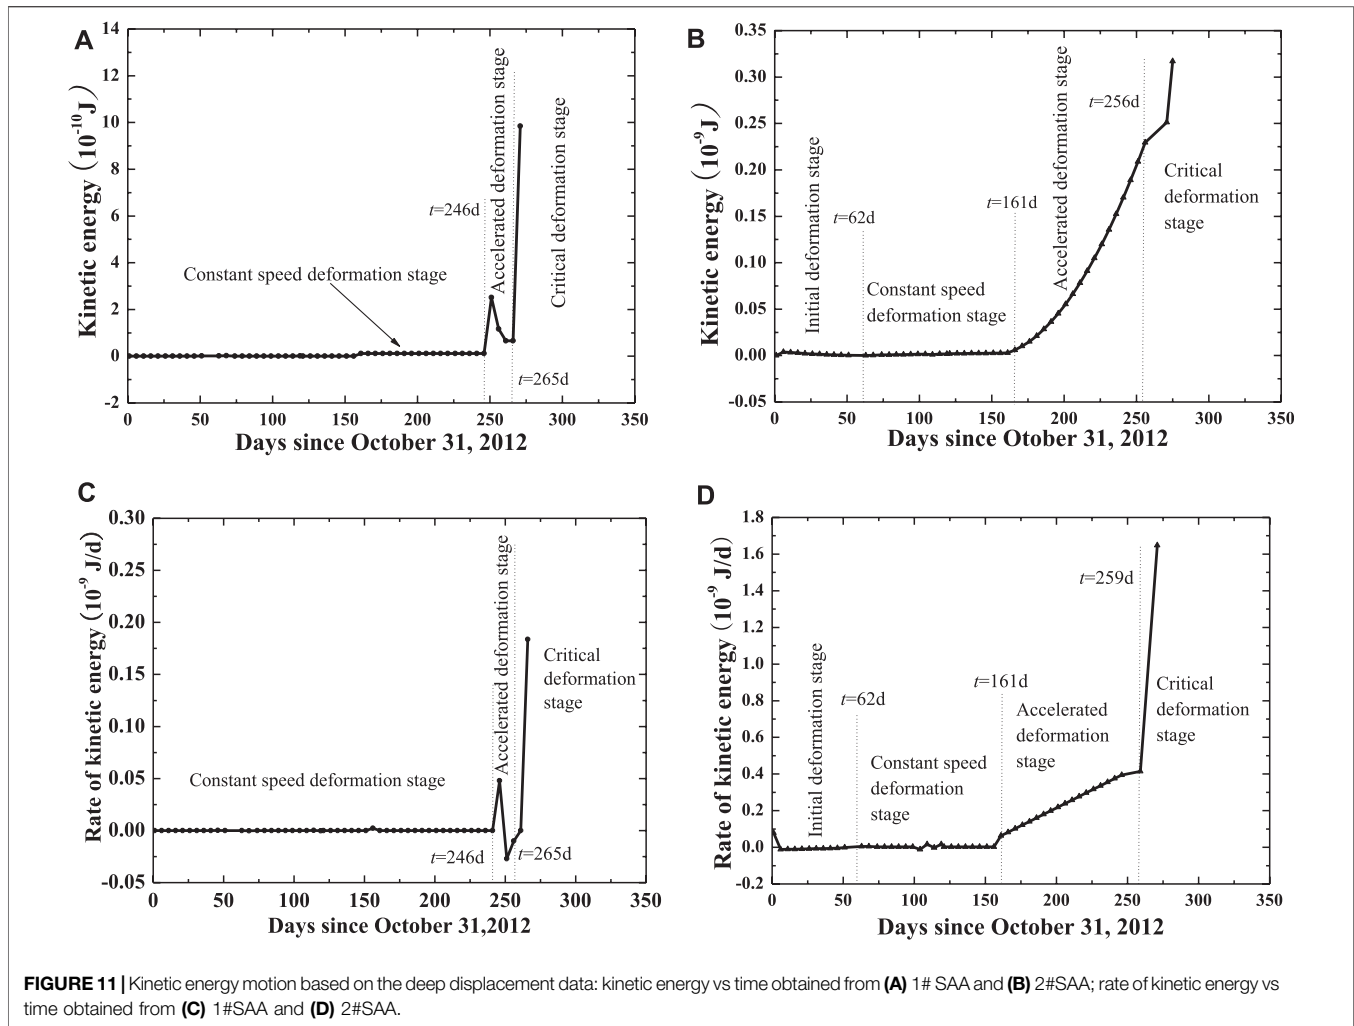 A
Kinetic energy (10⁻¹⁰J)
14
12
10
8
6
4
2
0
-2
0 50 100 150 200 250 300 350
Days since October 31, 2012
Constant speed deformation stage
t=246d
Accelerated deformation stage
t=265d
Critical deformation stage
B
Kinetic energy (10⁻⁹J)
0.35
0.30
0.25
0.20
0.15
0.10
0.05
0.00
-0.05
0 50 100 150 200 250 300 350
Days since Otober 31, 2012
Initial deformation stage
t=62d
Constant speed
deformation stage
t=161d
Accelerated deformation stage
t=256d
Critical
deformation
stage
C
Rate of kinetic energy (10⁻⁹ J/d)
0.30
0.25
0.20
0.15
0.10
0.05
0.00
-0.05
0 50 100 150 200 250 300 350
Days since October 31,2012
Constant speed deformation stage
t=246d
Accelerated deformation stage
t=265d
Critical
deformation
stage
D
Rate of kinetic energy (10⁻⁹ J/d)
1.8
1.6
1.4
1.2
1.0
0.8
0.6
0.4
0.2
0.0
-0.2
0 50 100 150 200 250 300 350
Days since October 31, 2012
Initial deformation stage
t=62d
Constant speed
deformation
stage
t=161d
Accelerated
deformation
stage
t=259d
Critical
deformation
stage
FIGURE 11 | Kinetic energy motion based on the deep displacement data: kinetic energy vs time obtained from (A) 1# SAA and (B) 2#SAA; rate of kinetic energy vs
time obtained from (C) 1#SAA and (D) 2#SAA.